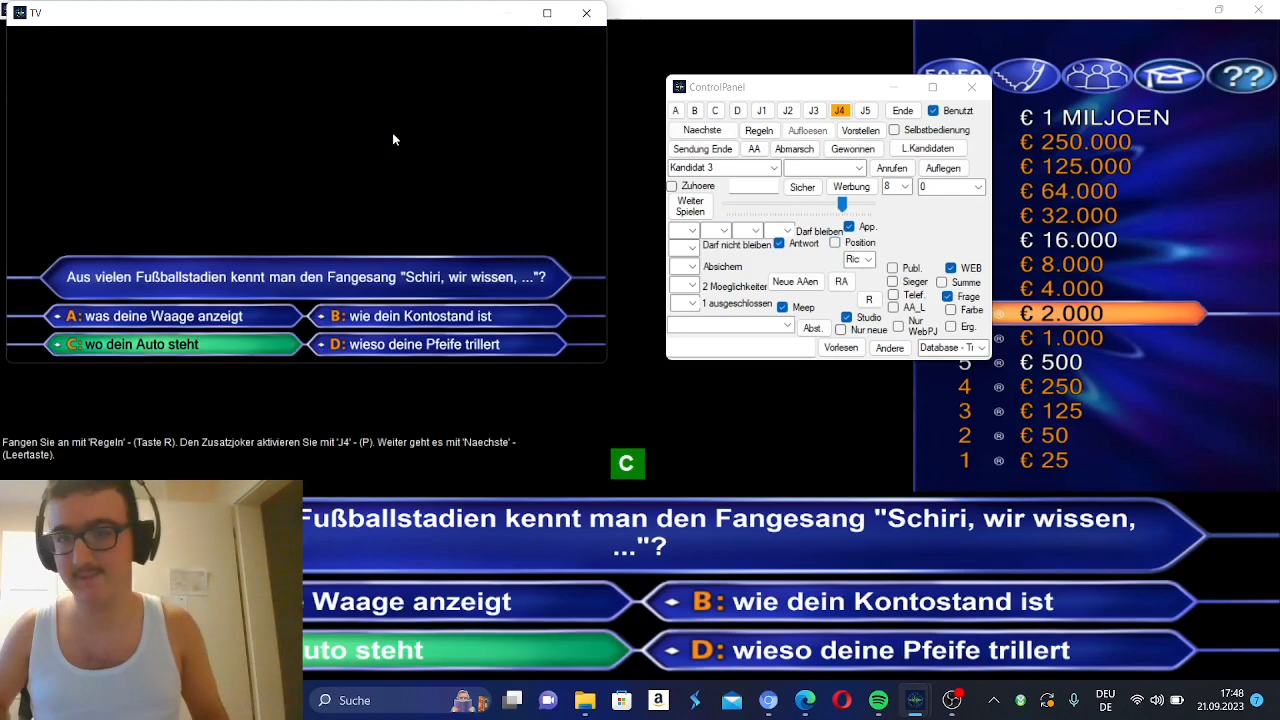 TV
Aus vielen Fußballstadien kennt man den Fangesang "Schiri, wir wissen, ..."?
A: was deine Waage anzeigt
B: wie dein Kontostand ist
C: wo dein Auto steht
D: wieso deine Pfeife trillert
ControlPanel
A B C D J1 J2 J3 J4 J5 Ende Benutzt
Naechste Regeln Aufloesen Vorstellen Selbstbedienung
Sendung Ende AA Abmarsch Gewonnen L.Kandidaten
Kandidat 3 Anrufen Auflegen
Zuhoere Sicher Werbung 8 0
Weiter
Spielen
Darf bleiben App.
Darf nicht bleiben Antwort Position
Ric
Absichern Publ. WEB
2 Moeglichkeiter Neue AAen RA Sieger Summe
R Telef. Frage
1 ausgeschlossen Meep AA_L Farbe
Studio Nur
WebPJ Erg.
Abst. Nur neue
Vorlesen Andere Database - Tr
50:50
??
€ 1 MILJOEN
€ 250.000
€ 125.000
€ 64.000
€ 32.000
€ 16.000
€ 8.000
€ 4.000
€ 2.000
€ 1.000
5 € 500
4 € 250
3 € 125
2 € 50
1 € 25
Fangen Sie an mit 'Regeln' - (Taste R). Den Zusatzjoker aktivieren Sie mit 'J4' - (P). Weiter geht es mit 'Naechste' -
(Leertaste).
C
Fußballstadien kennt man den Fangesang "Schiri, wir wissen,
..."?
Waage anzeigt
B: wie dein Kontostand ist
uto steht
D: wieso deine Pfeife trillert
Suche
DEU
DE
17:48
21.09.2023